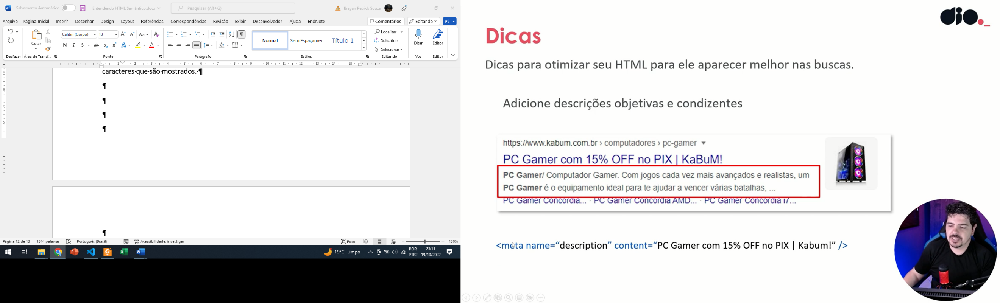 Salvamento Automático
Entendendo HTML Semântico.docx
Pesquisar (Alt+G)
Brayan Petrick Souza
Arquivo
Página Inicial
Inserir
Desenhar
Design
Layout
Referências
Correspondências
Revisão
Exibir
Desenvolvedor
Ajuda
EndNote
Comentários
Editando
Colar
Calibri (Corpo)
13
Normal
Sem Espaçamer
Título 1
Localizar
Substituir
Selecionar
Ditar
Editor
Desfazer
Área de Transf...
Fonte
Parágrafo
Estilos
Editando
Voz
Editor
caracteres·que·são·mostrados.·¶
¶
¶
¶
¶
¶
Página 12 de 13
1544 palavras
Português (Brasil)
Acessibilidade: investigar
Foco
130%
19°C Limpo
POR
PTB2
23:11
19/10/2022
dio._
Dicas
Dicas para otimizar seu HTML para ele aparecer melhor nas buscas.
Adicione descrições objetivas e condizentes
https://www.kabum.com.br › computadores › pc-gamer
PC Gamer com 15% OFF no PIX | KaBuM!
PC Gamer/ Computador Gamer. Com jogos cada vez mais avançados e realistas, um
PC Gamer é o equipamento ideal para te ajudar a vencer várias batalhas, ...
PC Gamer Concordia... · PC Gamer Concordia AMD... · PC Gamer Concordia i7...
<meta name=“description” content=“PC Gamer com 15% OFF no PIX | Kabum!” />